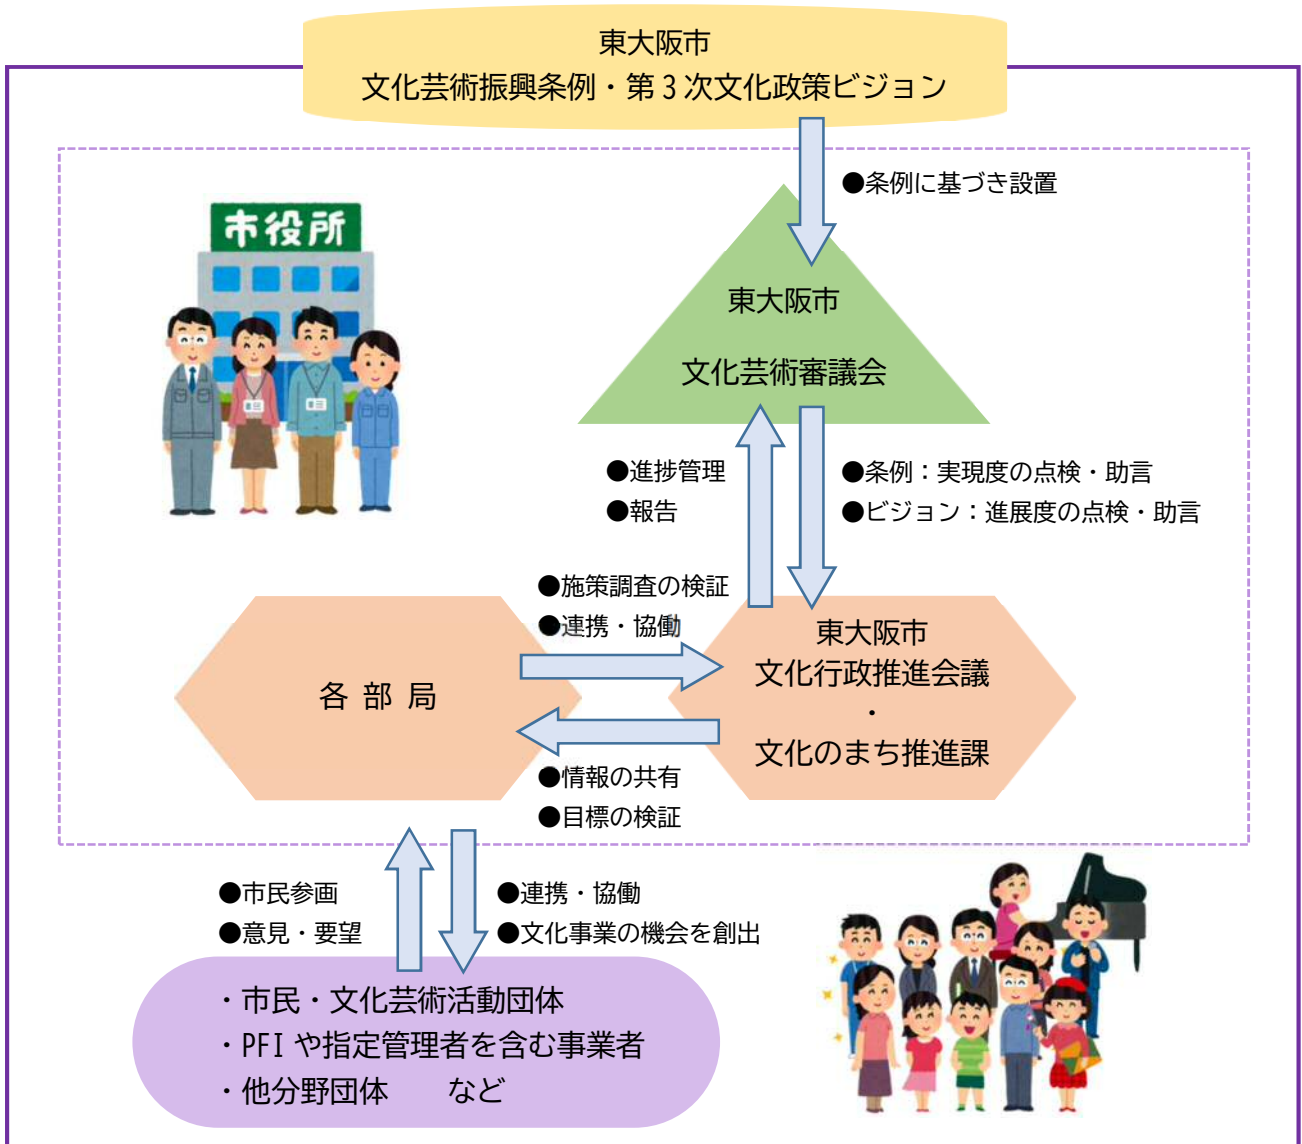 東大阪市
文化芸術振興条例・第３次文化政策ビジョン
●条例に基づき設置
市役所
東大阪市
文化芸術審議会
●進捗管理
●報告
●条例：実現度の点検・助言
●ビジョン：進展度の点検・助言
●施策調査の検証
●連携・協働
各 部 局
東大阪市
文化行政推進会議
・
文化のまち推進課
●情報の共有
●目標の検証
●市民参画
●意見・要望
●連携・協働
●文化事業の機会を創出
・市民・文化芸術活動団体
・PFI や指定管理者を含む事業者
・他分野団体　　など